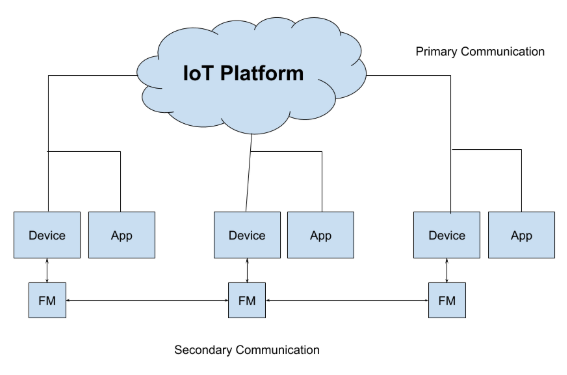 Primary Communication
IoT Platform
Device
App
Device
App
Device
App
FM
FM
FM
Secondary Communication